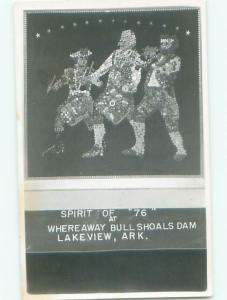 SPIRIT OF "76"
AT
WHEREAWAY BULL SHOALS DAM
LAKEVIEW, ARK.